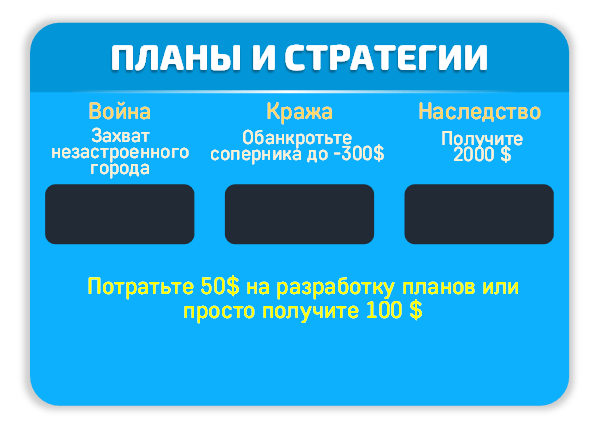 ПЛАНЫ И СТРАТЕГИИ
Война
Захват
незастроенного
города
Кража
Обанкротьте
соперника до -300$
Наследство
Получите
2000 $
Потратьте 50$ на разработку планов или
просто получите 100 $